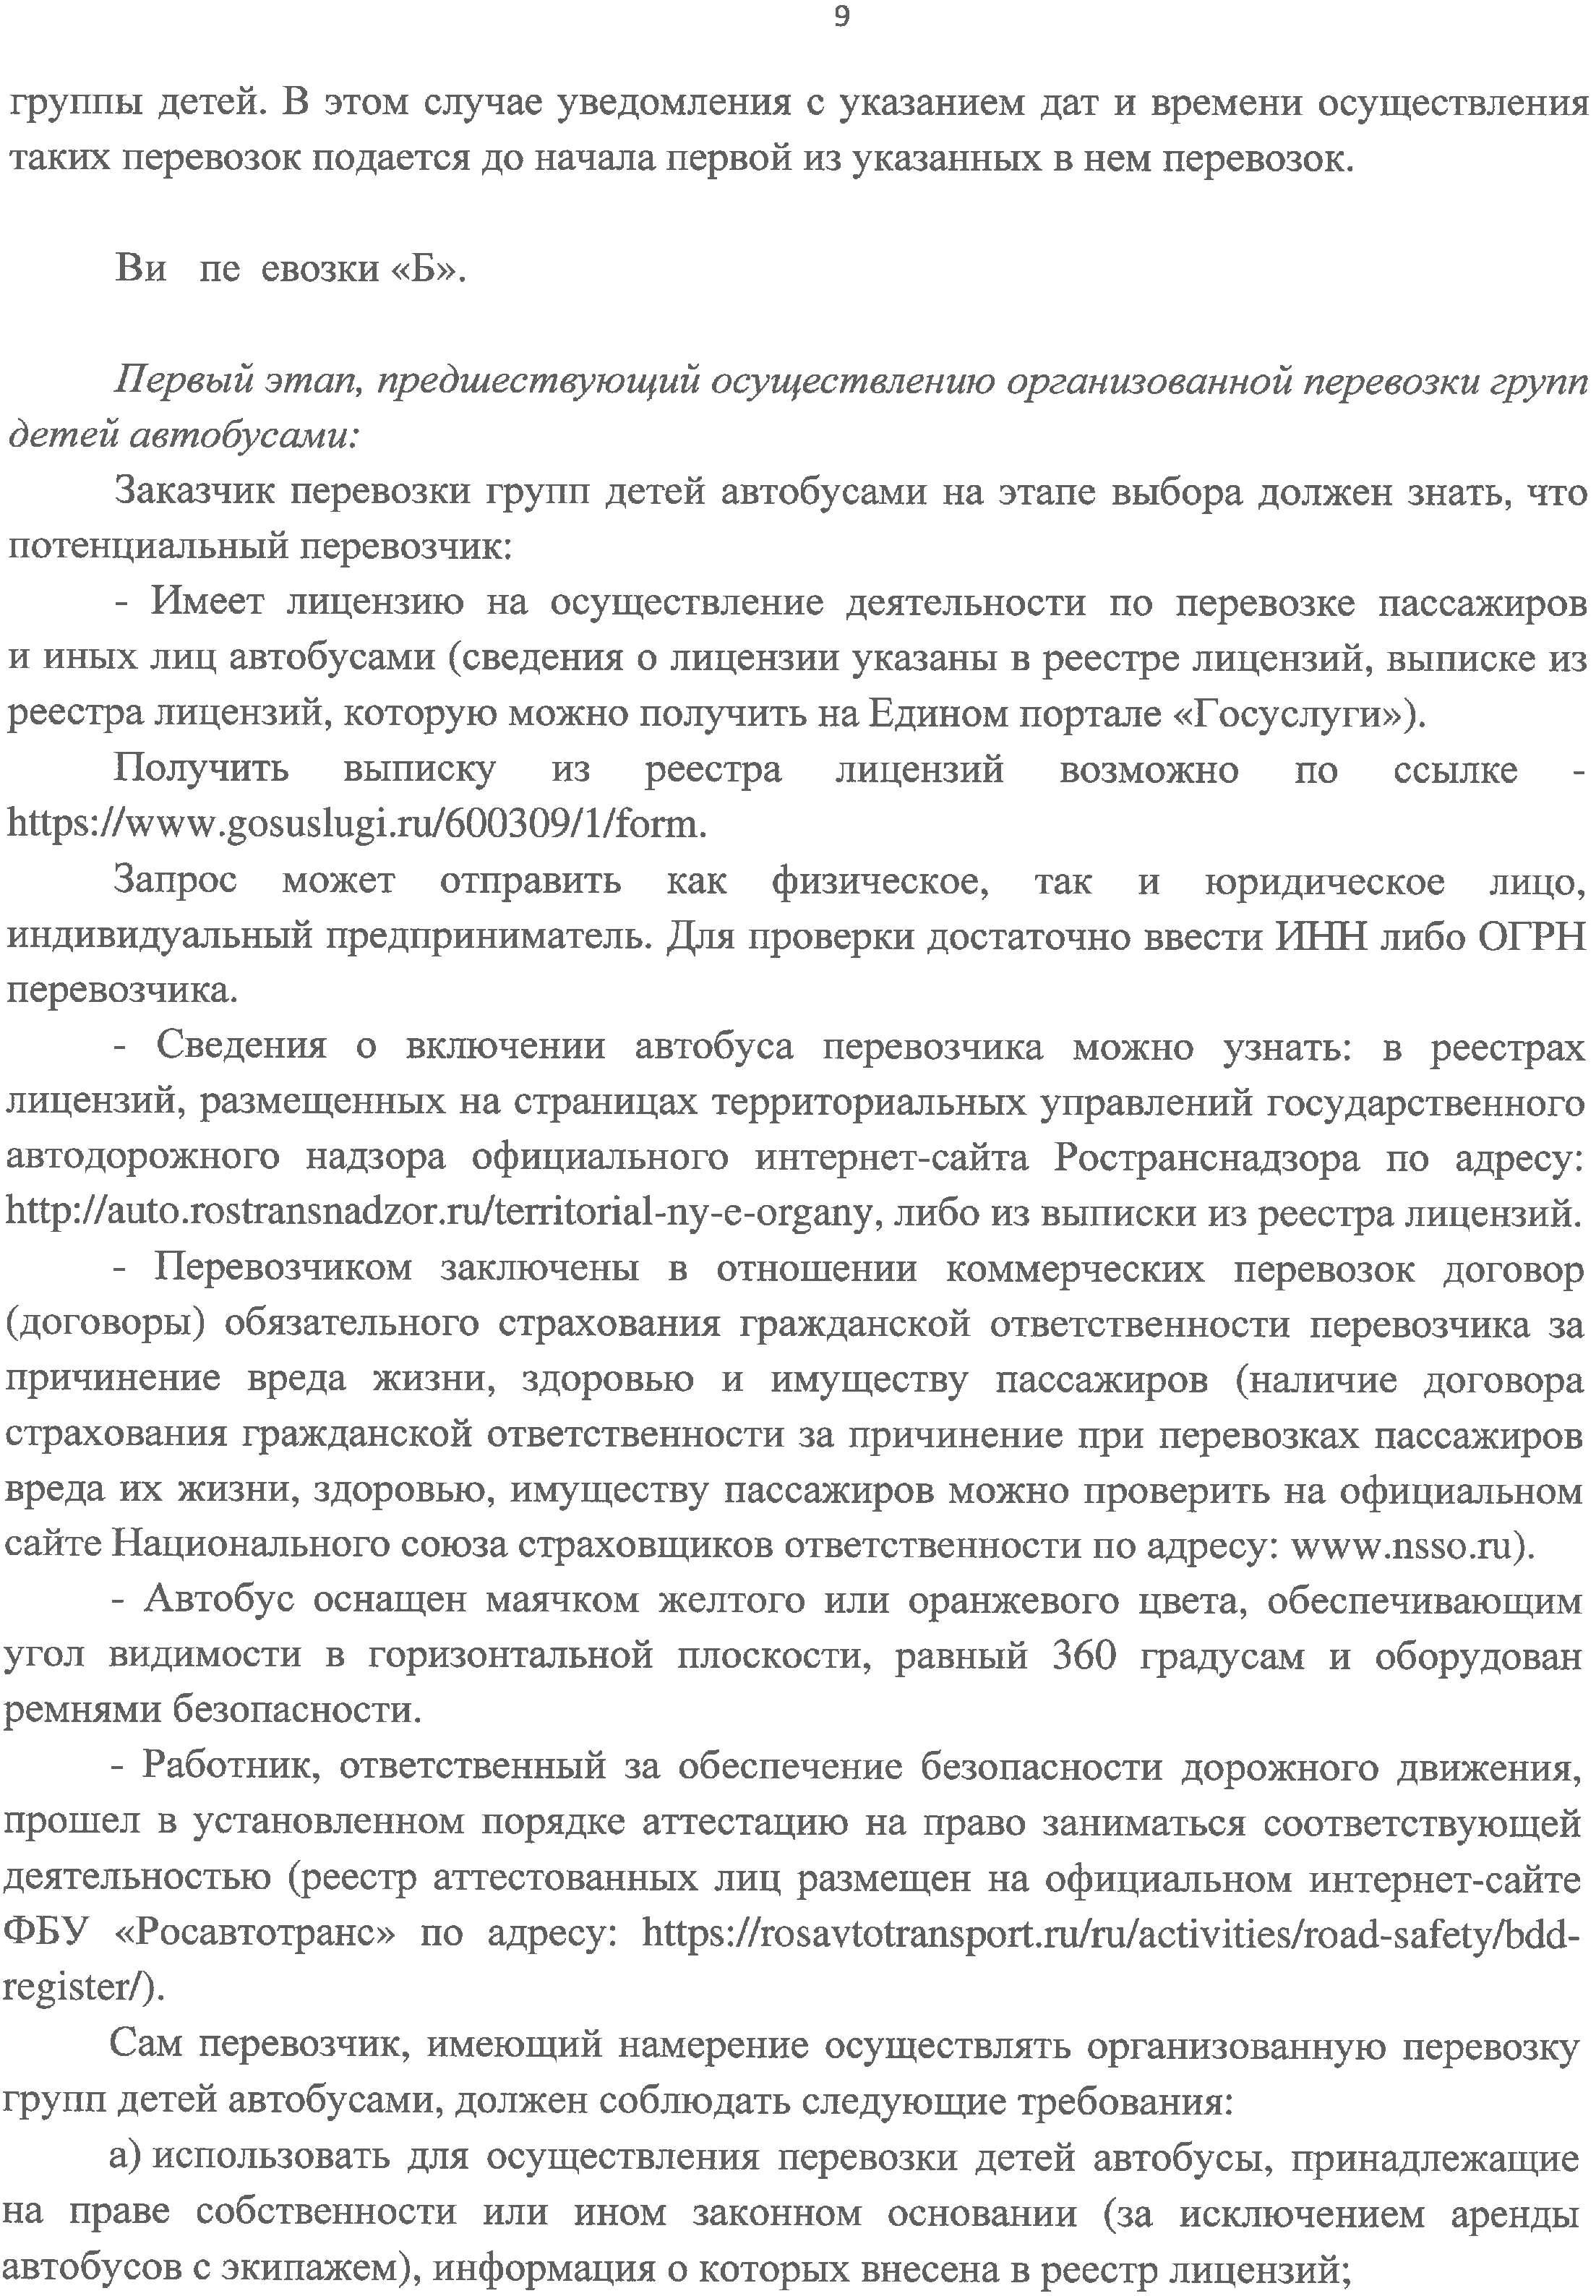 9
группы детей. В этом случае уведомления с указанием дат и времени осуществления
таких перевозок подается до начала первой из указанных в нем перевозок.
Ви пе евозки «Б».
Первый этап, предшествующий осуществлению организованной перевозки групп
детей автобусами:
Заказчик перевозки групп детей автобусами на этапе выбора должен знать, что
потенциальный перевозчик:
- Имеет лицензию на осуществление деятельности по перевозке пассажиров
и иных лиц автобусами (сведения о лицензии указаны в реестре лицензий, выписке из
реестра лицензий, которую можно получить на Едином портале «Госуслуги»).
Получить выписку из реестра лицензий возможно по ссылке -
https://www.gosuslugi.ru/600309/1/form.
Запрос может отправить как физическое, так и юридическое лицо,
индивидуальный предприниматель. Для проверки достаточно ввести ИНН либо ОГРН
перевозчика.
- Сведения о включении автобуса перевозчика можно узнать: в реестрах
лицензий, размещенных на страницах территориальных управлений государственного
автодорожного надзора официального интернет-сайта Ространснадзора по адресу:
http://auto.rostransnadzor.ru/territorial-ny-e-organy, либо из выписки из реестра лицензий.
- Перевозчиком заключены в отношении коммерческих перевозок договор
(договоры) обязательного страхования гражданской ответственности перевозчика за
причинение вреда жизни, здоровью и имуществу пассажиров (наличие договора
страхования гражданской ответственности за причинение при перевозках пассажиров
вреда их жизни, здоровью, имуществу пассажиров можно проверить на официальном
сайте Национального союза страховщиков ответственности по адресу: www.nsso.ru).
- Автобус оснащен маячком желтого или оранжевого цвета, обеспечивающим
угол видимости в горизонтальной плоскости, равный 360 градусам и оборудован
ремнями безопасности.
- Работник, ответственный за обеспечение безопасности дорожного движения,
прошел в установленном порядке аттестацию на право заниматься соответствующей
деятельностью (реестр аттестованных лиц размещен на официальном интернет-сайте
ФБУ «Росавтотранс» по адресу: https://rosavtotransport.ru/ru/activities/road-safety/bdd-
register/).
Сам перевозчик, имеющий намерение осуществлять организованную перевозку
групп детей автобусами, должен соблюдать следующие требования:
а) использовать для осуществления перевозки детей автобусы, принадлежащие
на праве собственности или ином законном основании (за исключением аренды
автобусов с экипажем), информация о которых внесена в реестр лицензий;